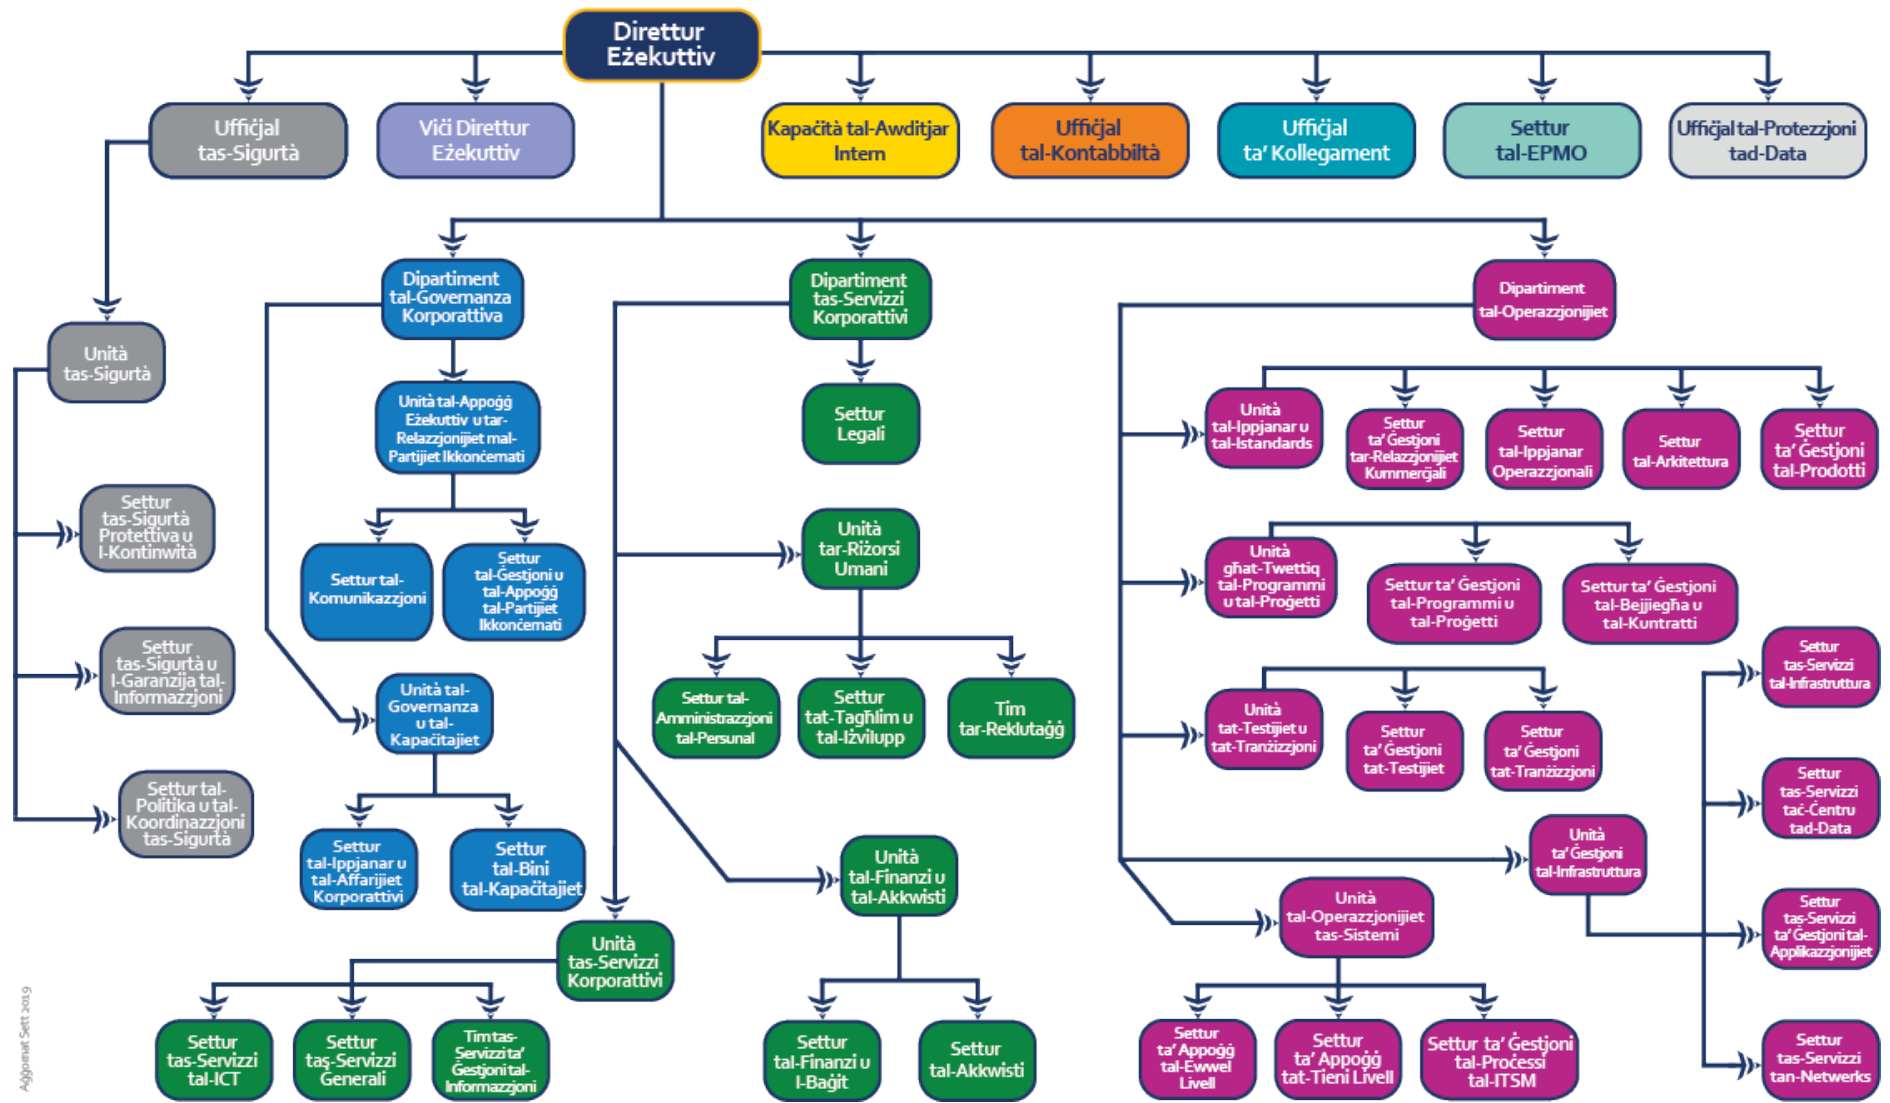 Direttur
Eżekuttiv
Uffiċjal
tas-Sigurtà
Viċi Direttur
Eżekuttiv
Kapaċità tal-Awditjar
Intern
Uffiċjal
tal-Kontabbiltà
Uffiċjal
ta’ Kollegament
Settur
tal-EPMO
Uffiċjal tal-Protezzjoni
tad-Data
Unità
tas-Sigurtà
Settur
tas-Sigurtà
Protettiva u
l-Kontinwità
Settur
tas-Sigurtà u
l-Garanzija tal-
Informazzjoni
Settur tal-
Politika u tal-
Koordinazzjoni
tas-Sigurtà
Dipartiment
tal-Governanza
Korporattiva
Unità tal-Appoġġ
Eżekuttiv u tar-
Relazzjonijiet mal-
Partijiet Ikkonċernati
Settur tal-
Komunikazzjoni
Settur
tal-Ġestjoni u
tal-Appoġġ
tal-Partijiet
Ikkonċernati
Unità tal-
Governanza
u tal-
Kapaċitajiet
Settur
tal-Ippjanar u
tal-Affarijiet
Korporattivi
Settur
tal-Bini
tal-Kapaċitajiet
Dipartiment
tas-Servizzi
Korporattivi
Settur
Legali
Unità
tar-Riżorsi
Umani
Settur tal-
Amministrazzjoni
tal-Persunal
Settur
tat-Tagħlim u
tal-Iżvilupp
Tim
tar-Reklutaġġ
Unità
tal-Finanzi u
tal-Akkwisti
Settur
tal-Finanzi u
l-Baġit
Settur
tal-Akkwisti
Unità
tas-Servizzi
Korporattivi
Settur
tas-Servizzi
tal-ICT
Settur
tas-Servizzi
Ġenerali
Tim tas-
Servizzi ta’
Ġestjoni tal-
Informazzjoni
Dipartiment
tal-Operazzjonijiet
Unità
tal-Ippjanar u
tal-Istandards
Settur
ta’ Ġestjoni
tar-Relazzjonijiet
Kummerċjali
Settur
tal-Ippjanar
Operazzjonali
Settur
tal-Arkitettura
Settur
ta’ Ġestjoni
tal-Prodotti
Unità
għat-Twettiq
tal-Programmi
u tal-Proġetti
Settur ta’ Ġestjoni
tal-Programmi u
tal-Proġetti
Settur ta’ Ġestjoni
tal-Bejjiegħa u
tal-Kuntratti
Unità
tat-Testijiet u
tat-Tranżizzjoni
Settur
ta’ Ġestjoni
tat-Testijiet
Settur
ta’ Ġestjoni
tat-Tranżizzjoni
Unità
ta’ Ġestjoni
tal-Infrastruttura
Settur
tas-Servizzi
tal-Infrastruttura
Settur
tas-Servizzi
taċ-Ċentru
tad-Data
Settur
tas-Servizzi
ta’ Ġestjoni tal-
Applikazzjonijiet
Settur
tas-Servizzi
tan-Netwerks
Unità
tal-Operazzjonijiet
tas-Sistemi
Settur
ta’ Appoġġ
tal-Ewwel
Livell
Settur
ta’ Appoġġ
tat-Tieni Livell
Settur ta’ Ġestjoni
tal-Proċessi
tal-ITSM
Aġġornat Sett 2019